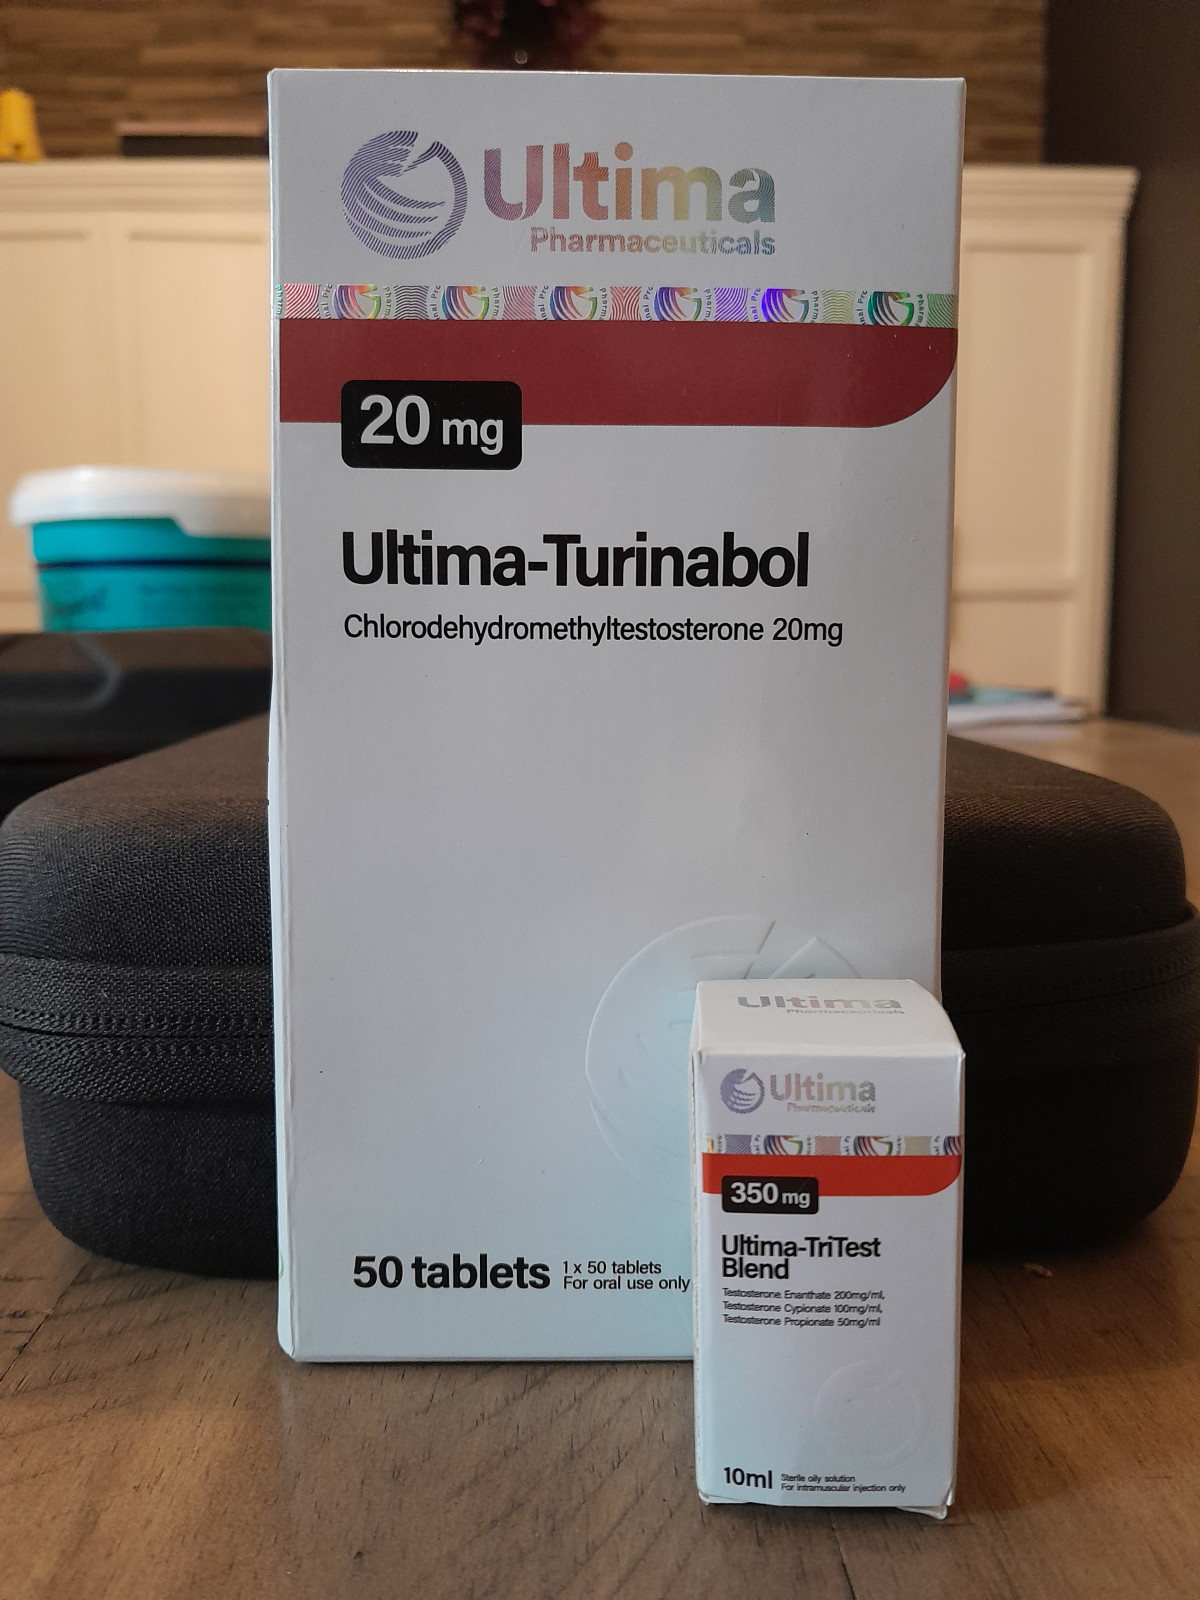 Ultima
Pharmaceuticals
20 mg
Ultima-Turinabol
Chlorodehydromethyltestosterone 20mg
50 tablets
1 x 50 tablets
For oral use only
Ultima
Pharmaceuticals
Ultima
Pharmaceuticals
350 mg
Ultima-TriTest
Blend
Testosterone Enanthate 200mg/ml,
Testosterone Cypionate 100mg/ml,
Testosterone Propionate 50mg/ml
10ml
Sterile oily solution
For intramuscular injection only